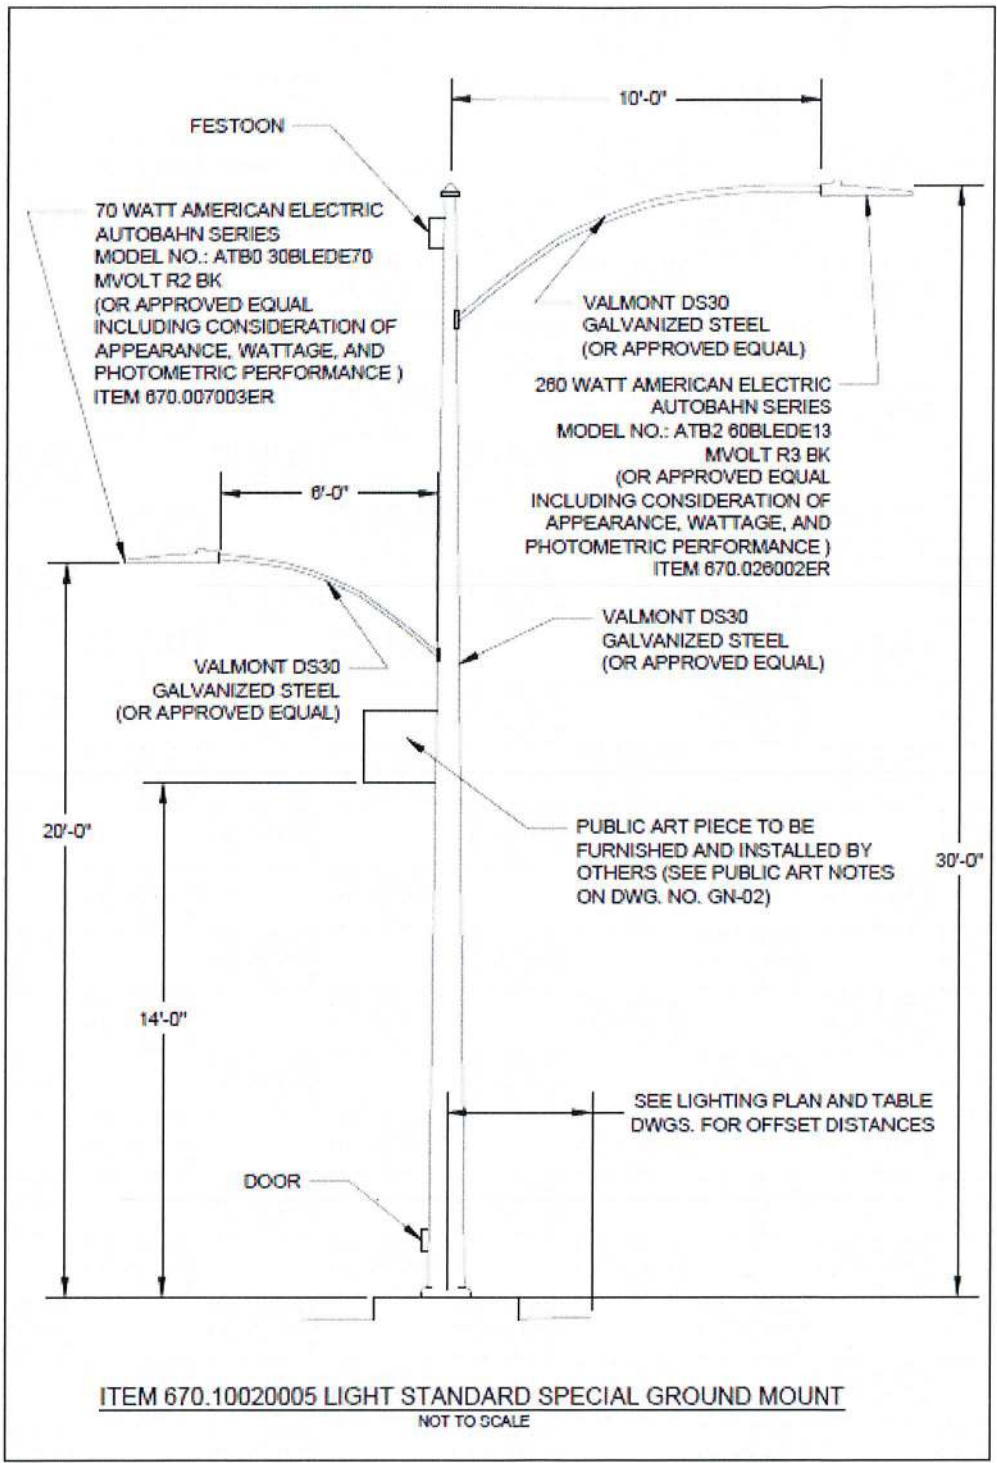 10'-0"
FESTOON
70 WATT AMERICAN ELECTRIC
AUTOBAHN SERIES
MODEL NO.: ATB0 30BLEDE70
MVOLT R2 BK
(OR APPROVED EQUAL
INCLUDING CONSIDERATION OF
APPEARANCE, WATTAGE, AND
PHOTOMETRIC PERFORMANCE )
ITEM 670.007003ER
VALMONT DS30
GALVANIZED STEEL
(OR APPROVED EQUAL)
260 WATT AMERICAN ELECTRIC
AUTOBAHN SERIES
MODEL NO.: ATB2 60BLEDE13
MVOLT R3 BK
(OR APPROVED EQUAL
INCLUDING CONSIDERATION OF
APPEARANCE, WATTAGE, AND
PHOTOMETRIC PERFORMANCE )
ITEM 670.026002ER
6'-0"
VALMONT DS30
GALVANIZED STEEL
(OR APPROVED EQUAL)
VALMONT DS30
GALVANIZED STEEL
(OR APPROVED EQUAL)
20'-0"
PUBLIC ART PIECE TO BE
FURNISHED AND INSTALLED BY
OTHERS (SEE PUBLIC ART NOTES
ON DWG. NO. GN-02)
30'-0"
14'-0"
SEE LIGHTING PLAN AND TABLE
DWGS. FOR OFFSET DISTANCES
DOOR
ITEM 670.10020005 LIGHT STANDARD SPECIAL GROUND MOUNT
NOT TO SCALE